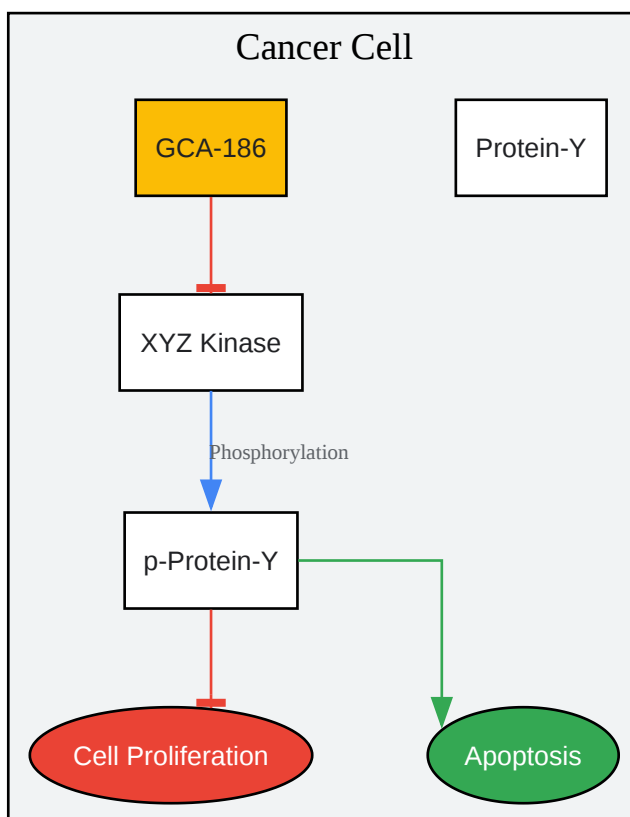 Cancer Cell
GCA-186
Protein-Y
XYZ Kinase
Phosphorylation
p-Protein-Y
Cell Proliferation
Apoptosis